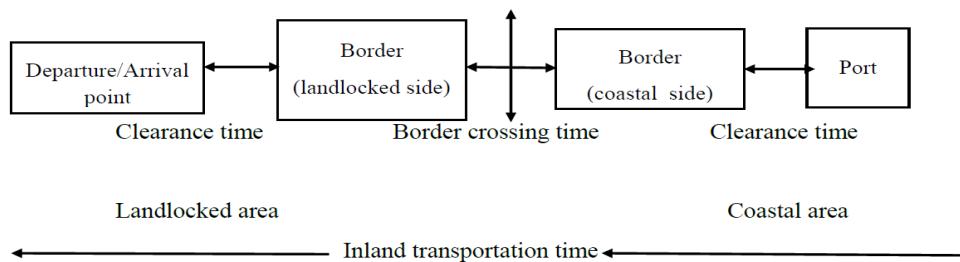 Departure/Arrival
point
Border
(landlocked side)
Border
(coastal side)
Port
Clearance time
Border crossing time
Clearance time
Landlocked area
Coastal area
Inland transportation time